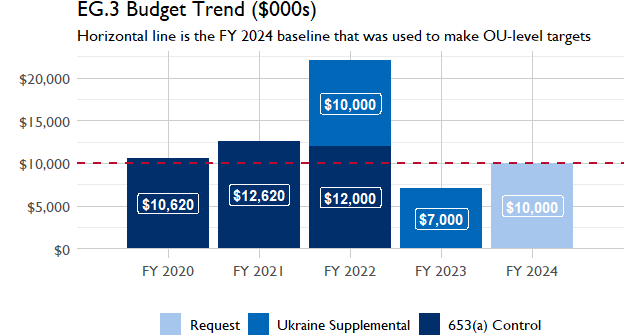 EG.3 Budget Trend ($000s)
Horizontal line is the FY 2024 baseline that was used to make OU-level targets
$20,000
$15,000
$10,000
$5,000
$0
$10,000
$10,620
$12,620
$12,000
$7,000
$10,000
FY 2020 FY 2021 FY 2022 FY 2023 FY 2024
Request Ukraine Supplemental 653(a) Control